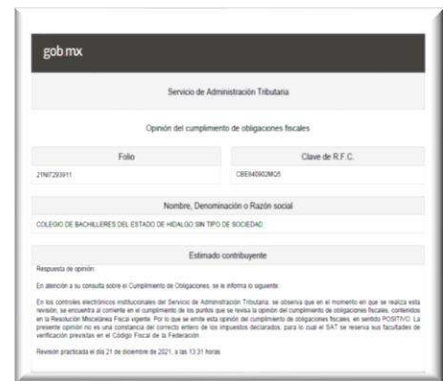 gob.mx
Servicio de Administración Tributaria
Opinión del cumplimiento de obligaciones fiscales
Folio
Clave de R.F.C.
21NI7293911
CBE840902MQ5
Nombre, Denominación o Razón social
COLEGIO DE BACHILLERES DEL ESTADO DE HIDALGO SIN TIPO DE SOCIEDAD
Estimado contribuyente
Respuesta de opinión:
En atención a su consulta sobre el Cumplimiento de Obligaciones, se le informa lo siguiente:
En los controles electrónicos institucionales del Servicio de Administración Tributaria, se observa que en el momento en que se realiza esta
revisión, se encuentra al corriente en el cumplimiento de los puntos que se revisa la opinión del cumplimiento de obligaciones fiscales, contenidos
en la Resolución Miscelánea Fiscal vigente. Por lo que se emite esta opinión del cumplimiento de obligaciones fiscales, en sentido POSITIVO. La
presente opinión no es una constancia del correcto entero de los impuestos declarados, para lo cual el SAT se reserva sus facultades de
verificación previstas en el Código Fiscal de la Federación.
Revisión practicada el día 21 de diciembre de 2021, a las 13:31 horas